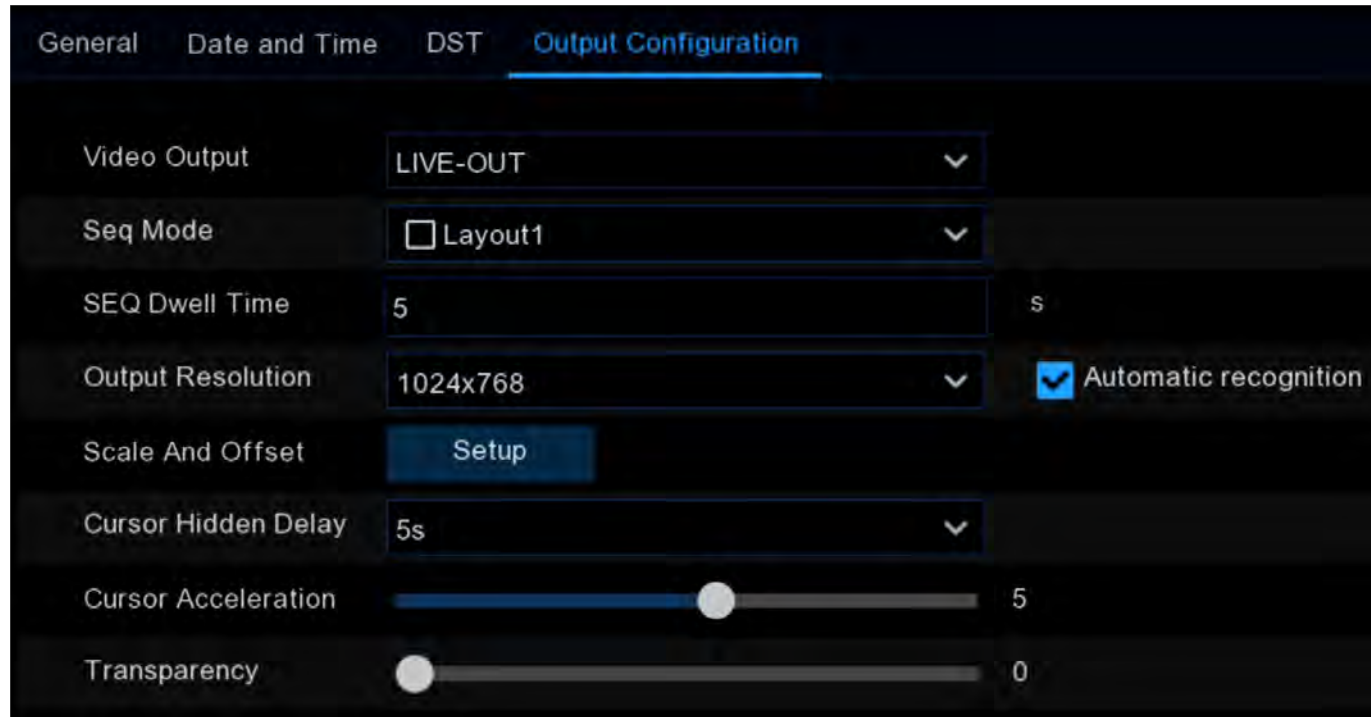 General Date and Time DST Output Configuration
Video Output LIVE-OUT
Seq Mode Layout1
SEQ Dwell Time 5 s
Output Resolution 1024x768 Automatic recognition
Scale And Offset Setup
Cursor Hidden Delay 5s
Cursor Acceleration 5
Transparency 0